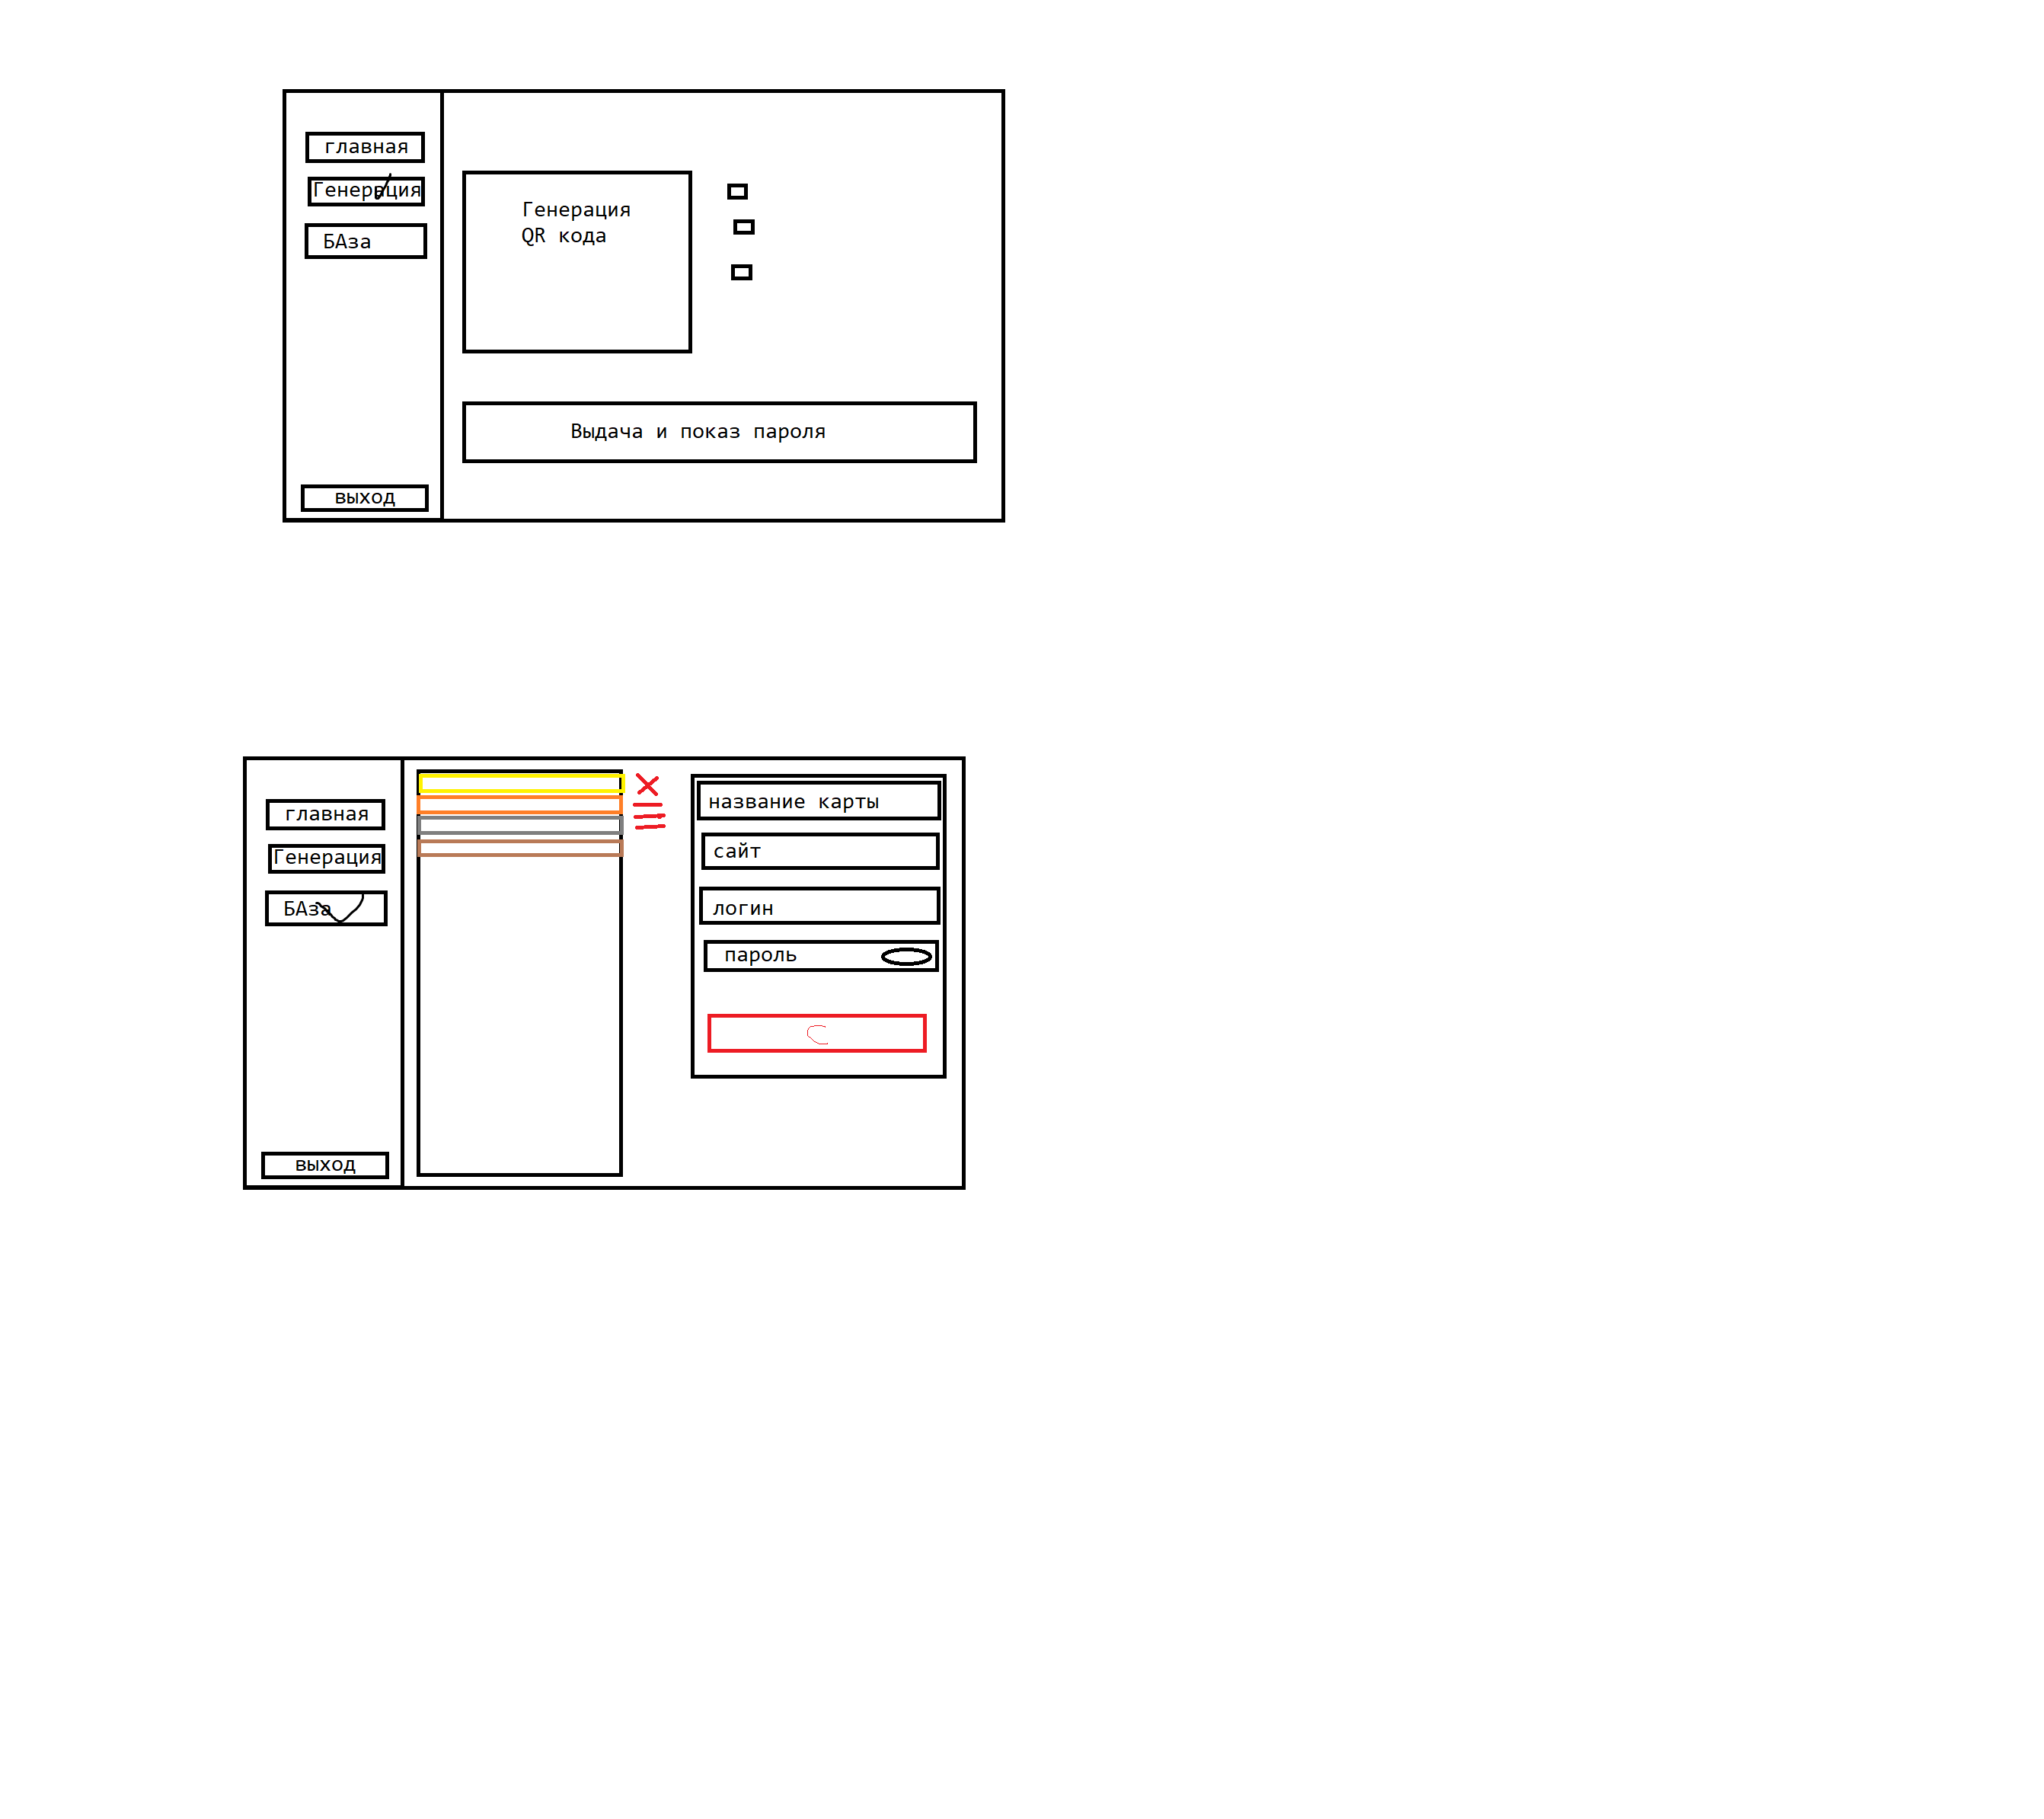 главная
Генерация
БАза
Генерация
QR кода
Выдача и показ пароля
выход
главная
Генерация
БАза
название карты
сайт
логин
пароль
С
выход